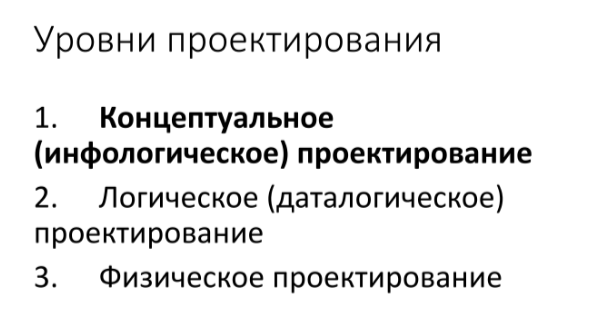 Уровни проектирования
1. Концептуальное
(инфологическое) проектирование
2. Логическое (даталогическое)
проектирование
3. Физическое проектирование